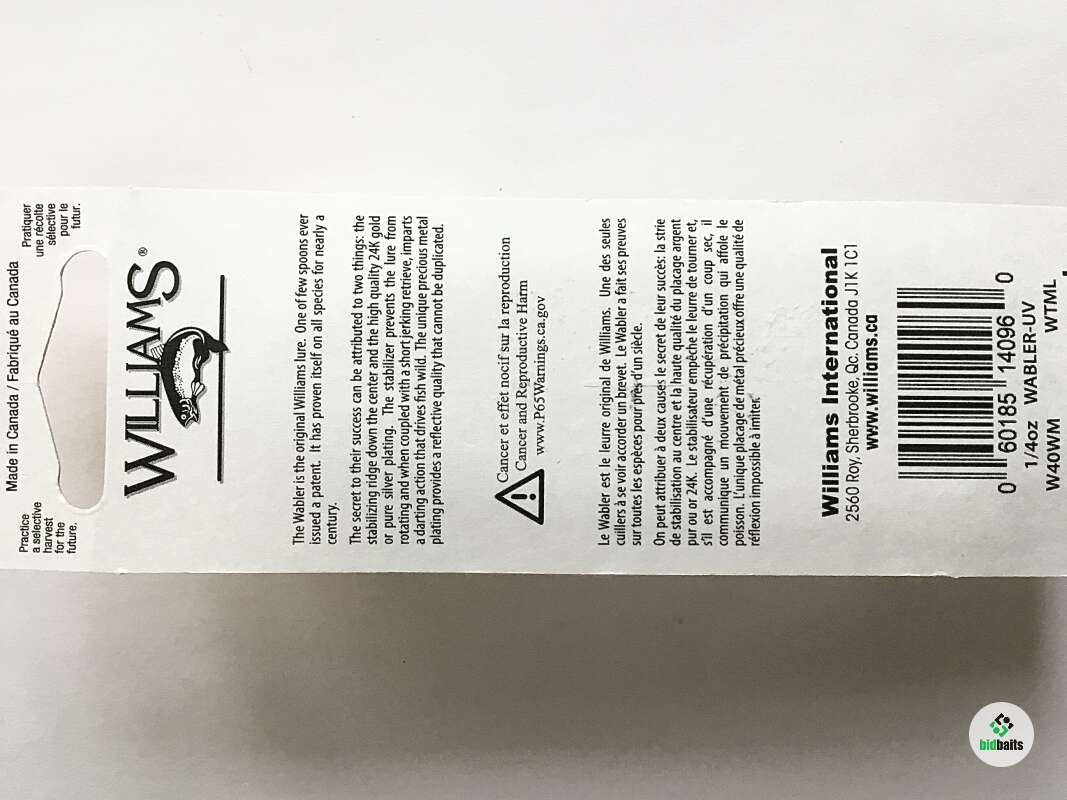 Made in Canada / Fabriqué au Canada
Practice
a selective
harvest
for the
future.
Pratiquer
une récolte
sélective
pour le
futur.
WILLIAMS®
The Wabler is the original Williams lure. One of few spoons ever
issued a patent. It has proven itself on all species for nearly a
century.
The secret to their success can be attributed to two things: the
stabilizing ridge down the center and the high quality 24K gold
or pure silver plating. The stabilizer prevents the lure from
rotating and when coupled with a short jerking retrieve, imparts
a darting action that drives fish wild. The unique precious metal
plating provides a reflective quality that cannot be duplicated.
Cancer et effet nocif sur la reproduction
Cancer and Reproductive Harm
www.P65Warnings.ca.gov
Le Wabler est le leurre original de Williams. Une des seules
cuillers à se voir accorder un brevet. Le Wabler a fait ses preuves
sur toutes les espèces pour près d'un siècle.
On peut attribuer à deux causes le secret de leur succès: la strie
de stabilisation au centre et la haute qualité du placage argent
pur ou or 24K. Le stabilisateur empêche le leurre de tourner et,
s'il est accompagné d'une récupération d'un coup sec, il
communique un mouvement de précipitation qui affole le
poisson. L'unique placage de métal précieux offre une qualité de
réflexion impossible à imiter.
Williams International
2560 Roy, Sherbrooke, Qc. Canada J1K 1C1
www.williams.ca
0 60185 14096 0
1/4oz WABLER-UV
W40WM WTML
bidbaits